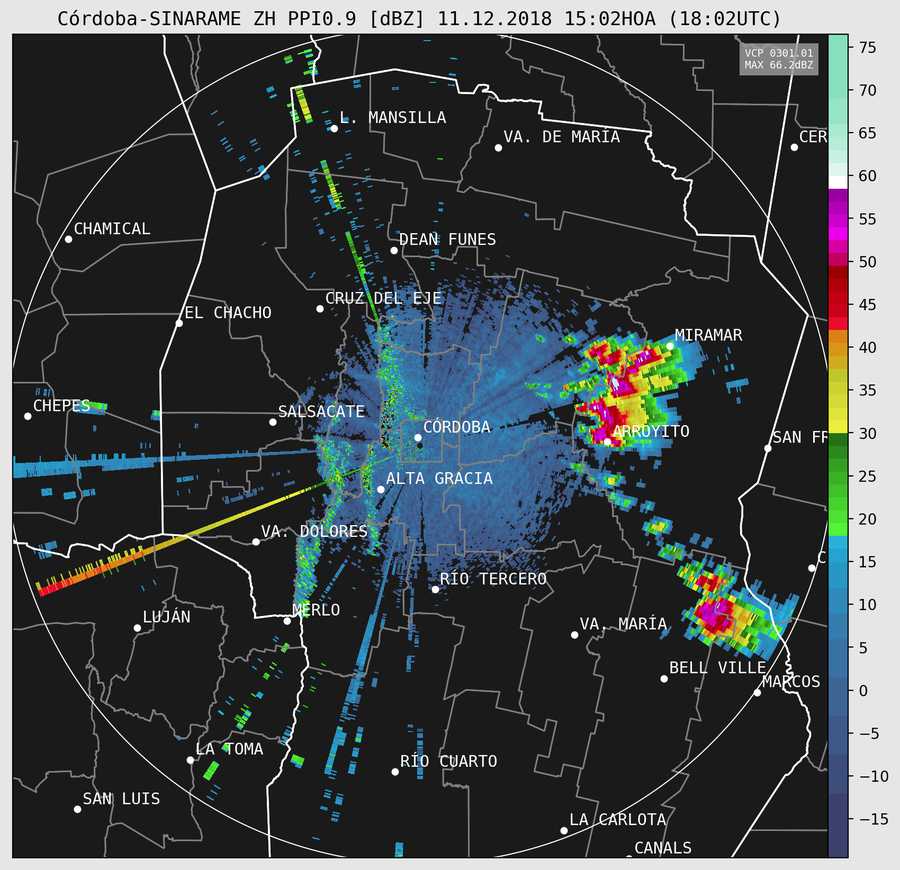 Córdoba-SINARAME ZH PPI0.9 [dBZ] 11.12.2018 15:02HOA (18:02UTC)
VCP 0301.01
MAX 66.2dBZ
L. MANSILLA
VA. DE MARÍA
CER
CHAMICAL
DEAN FUNES
CRUZ DEL EJE
EL CHACHO
MIRAMAR
CHEPES
SALSACATE
CÓRDOBA
ARROYITO
SAN FR
ALTA GRACIA
VA. DOLORES
C
RÍO TERCERO
MERLO
LUJÁN
VA. MARÍA
BELL VILLE
MARCOS
LA TOMA
RÍO CUARTO
SAN LUIS
LA CARLOTA
CANALS
75
70
65
60
55
50
45
40
35
30
25
20
15
10
5
0
−5
−10
−15